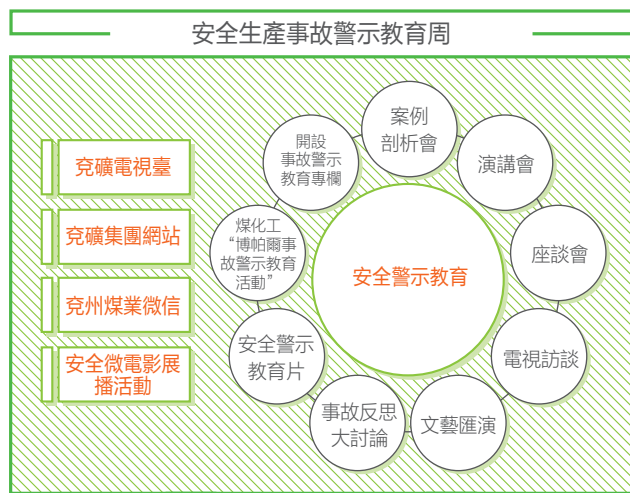 安全生產事故警示教育周
兗礦電視臺
兗礦集團網站
兗州煤業微信
安全微電影展
播活動
安全警示教育
案例
剖析會
演講會
座談會
電視訪談
文藝匯演
事故反思
大討論
安全警示
教育片
煤化工
“博帕爾事
故警示教育
活動”
開設
事故警示
教育專欄